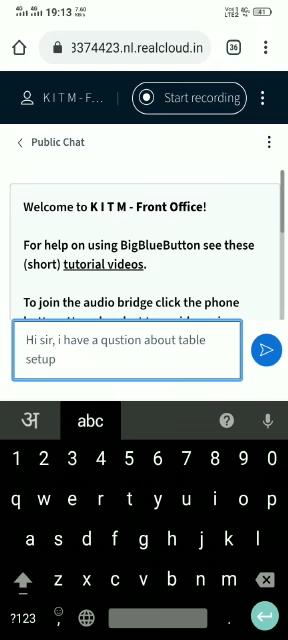 19:13
36
3374423.nl.realcloud.in
K I T M - F...
Start recording
Public Chat
Welcome to K I T M - Front Office!
For help on using BigBlueButton see these
(short) tutorial videos.
To join the audio bridge click the phone
Hi sir, i have a qustion about table
setup
अ
abc
1 2 3 4 5 6 7 8 9 0
q w e r t y u i o p
a s d f g h j k l
z x c v b n m
?123 , .